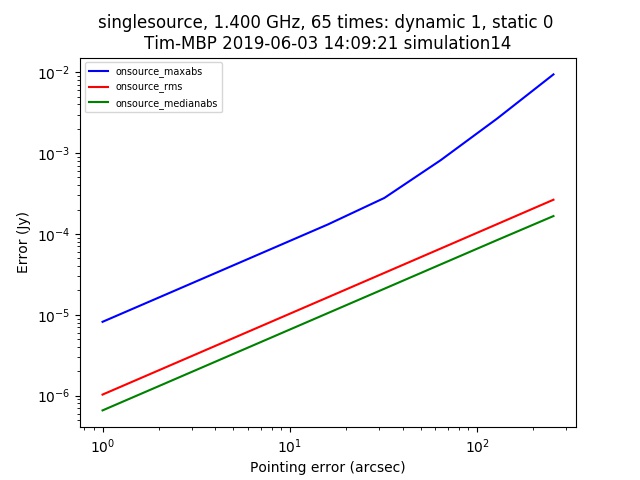 singlesource, 1.400 GHz, 65 times: dynamic 1, static 0
Tim-MBP 2019-06-03 14:09:21 simulation14
onsource_maxabs
onsource_rms
onsource_medianabs
10⁻²
10⁻³
10⁻⁴
10⁻⁵
10⁻⁶
Error (Jy)
10⁰ 10¹ 10²
Pointing error (arcsec)